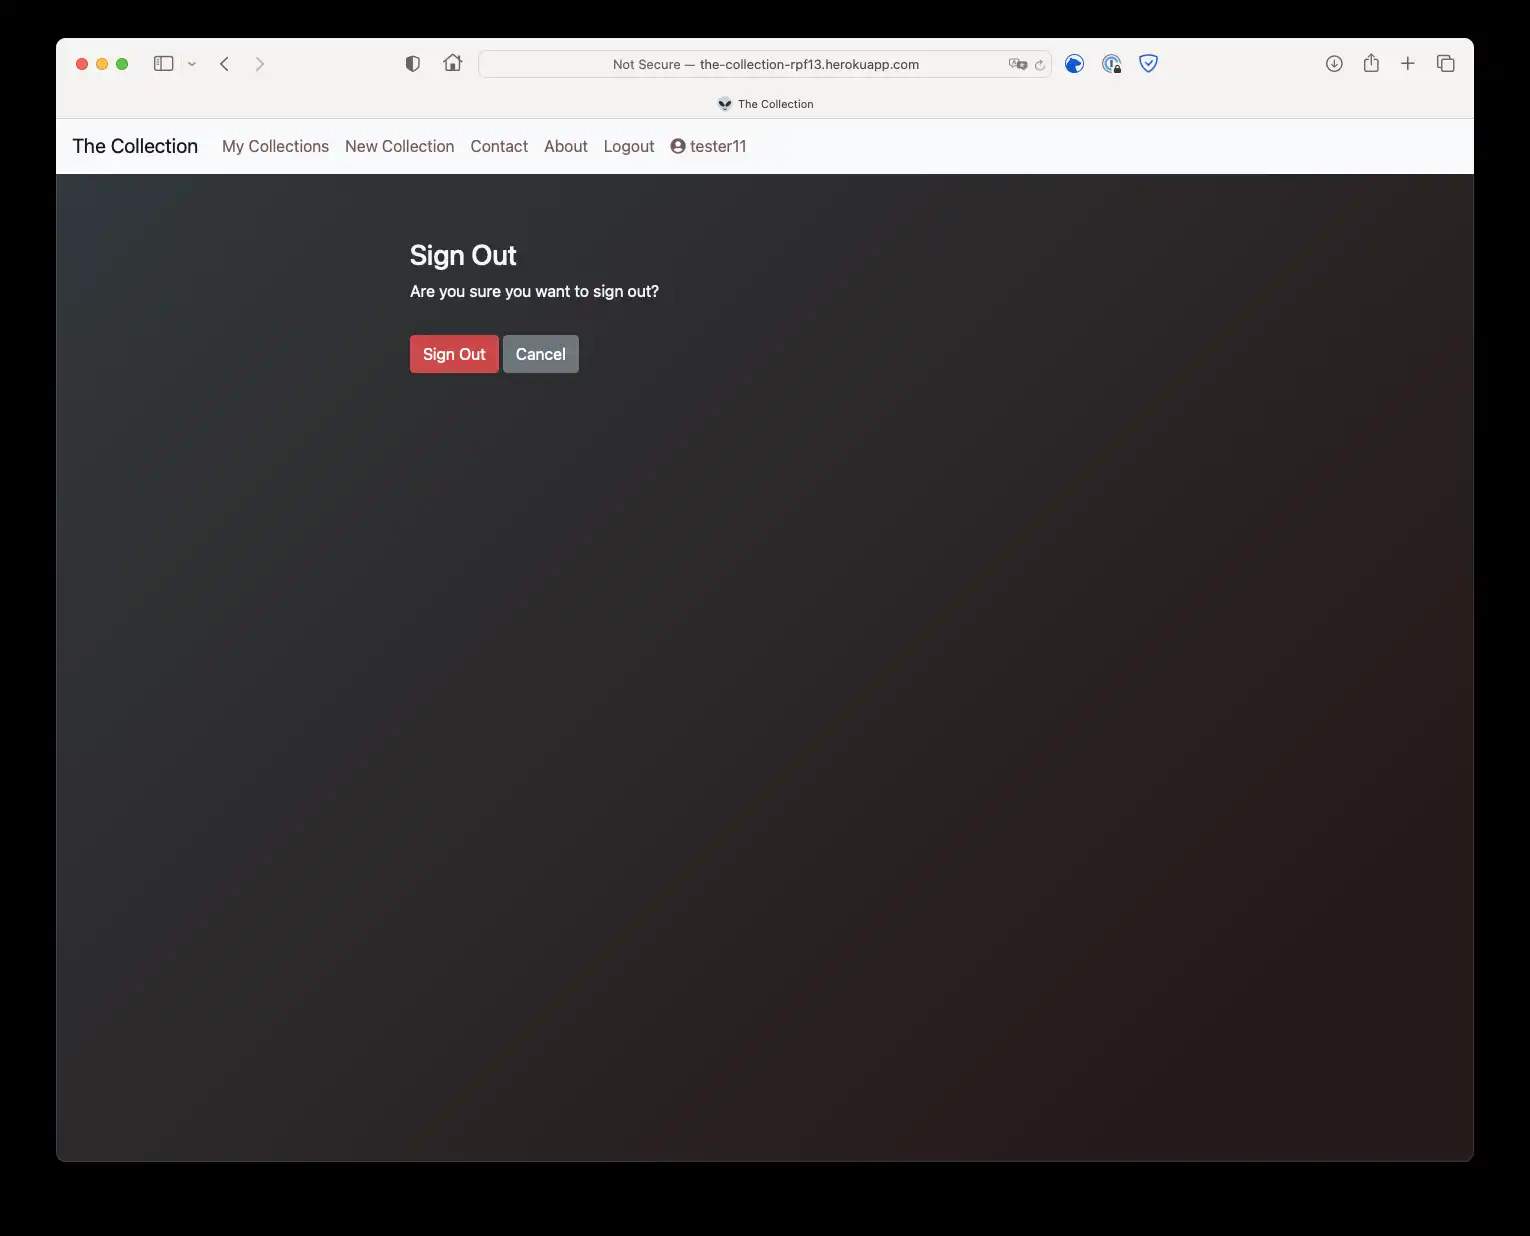 Not Secure — the-collection-rpf13.herokuapp.com
The Collection
The Collection My Collections New Collection Contact About Logout tester11
Sign Out
Are you sure you want to sign out?
Sign Out Cancel